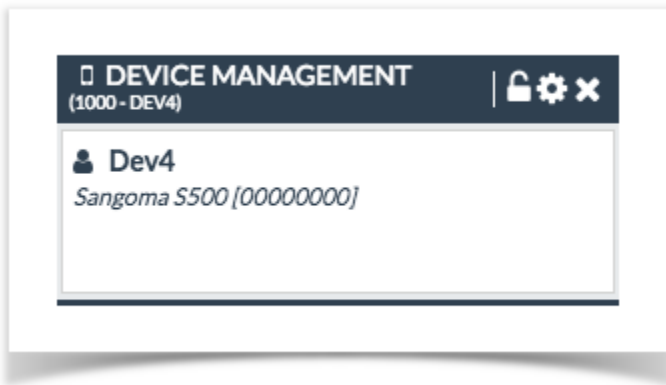 DEVICE MANAGEMENT
(1000 - DEV4)
Dev4
Sangoma S500 [00000000]